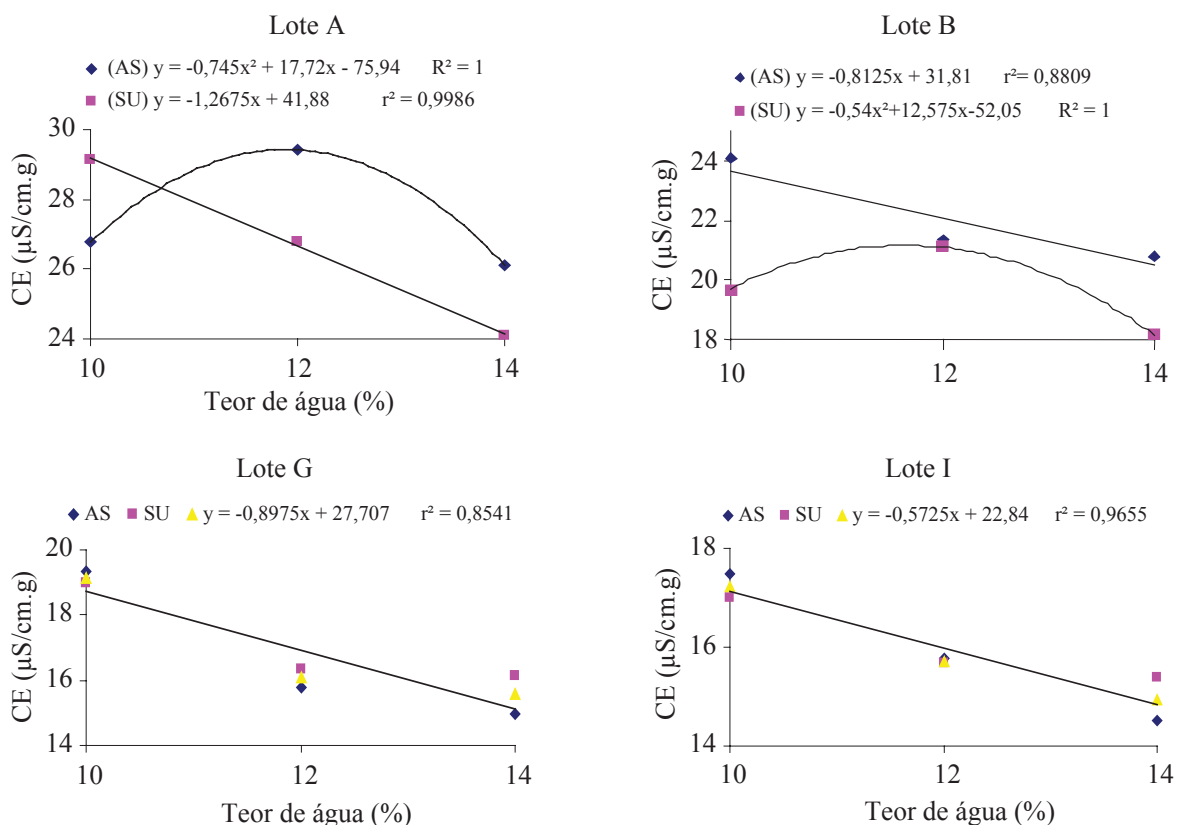 Lote A
(AS) y = -0,745x² + 17,72x - 75,94 R² = 1
(SU) y = -1,2675x + 41,88 r² = 0,9986
30
28
26
24
CE (µS/cm.g)
10 12 14
Teor de água (%)
Lote B
(AS) y = -0,8125x + 31,81 r²= 0,8809
(SU) y = -0,54x²+12,575x-52,05 R² = 1
24
22
20
18
CE (µS/cm.g)
10 12 14
Lote G
AS SU y = -0,8975x + 27,707 r² = 0,8541
20
18
16
14
CE (µS/cm.g)
10 12 14
Teor de água (%)
Lote I
AS SU y = -0,5725x + 22,84 r² = 0,9655
18
16
14
CE (µS/cm.g)
10 12 14
Teor de água (%)